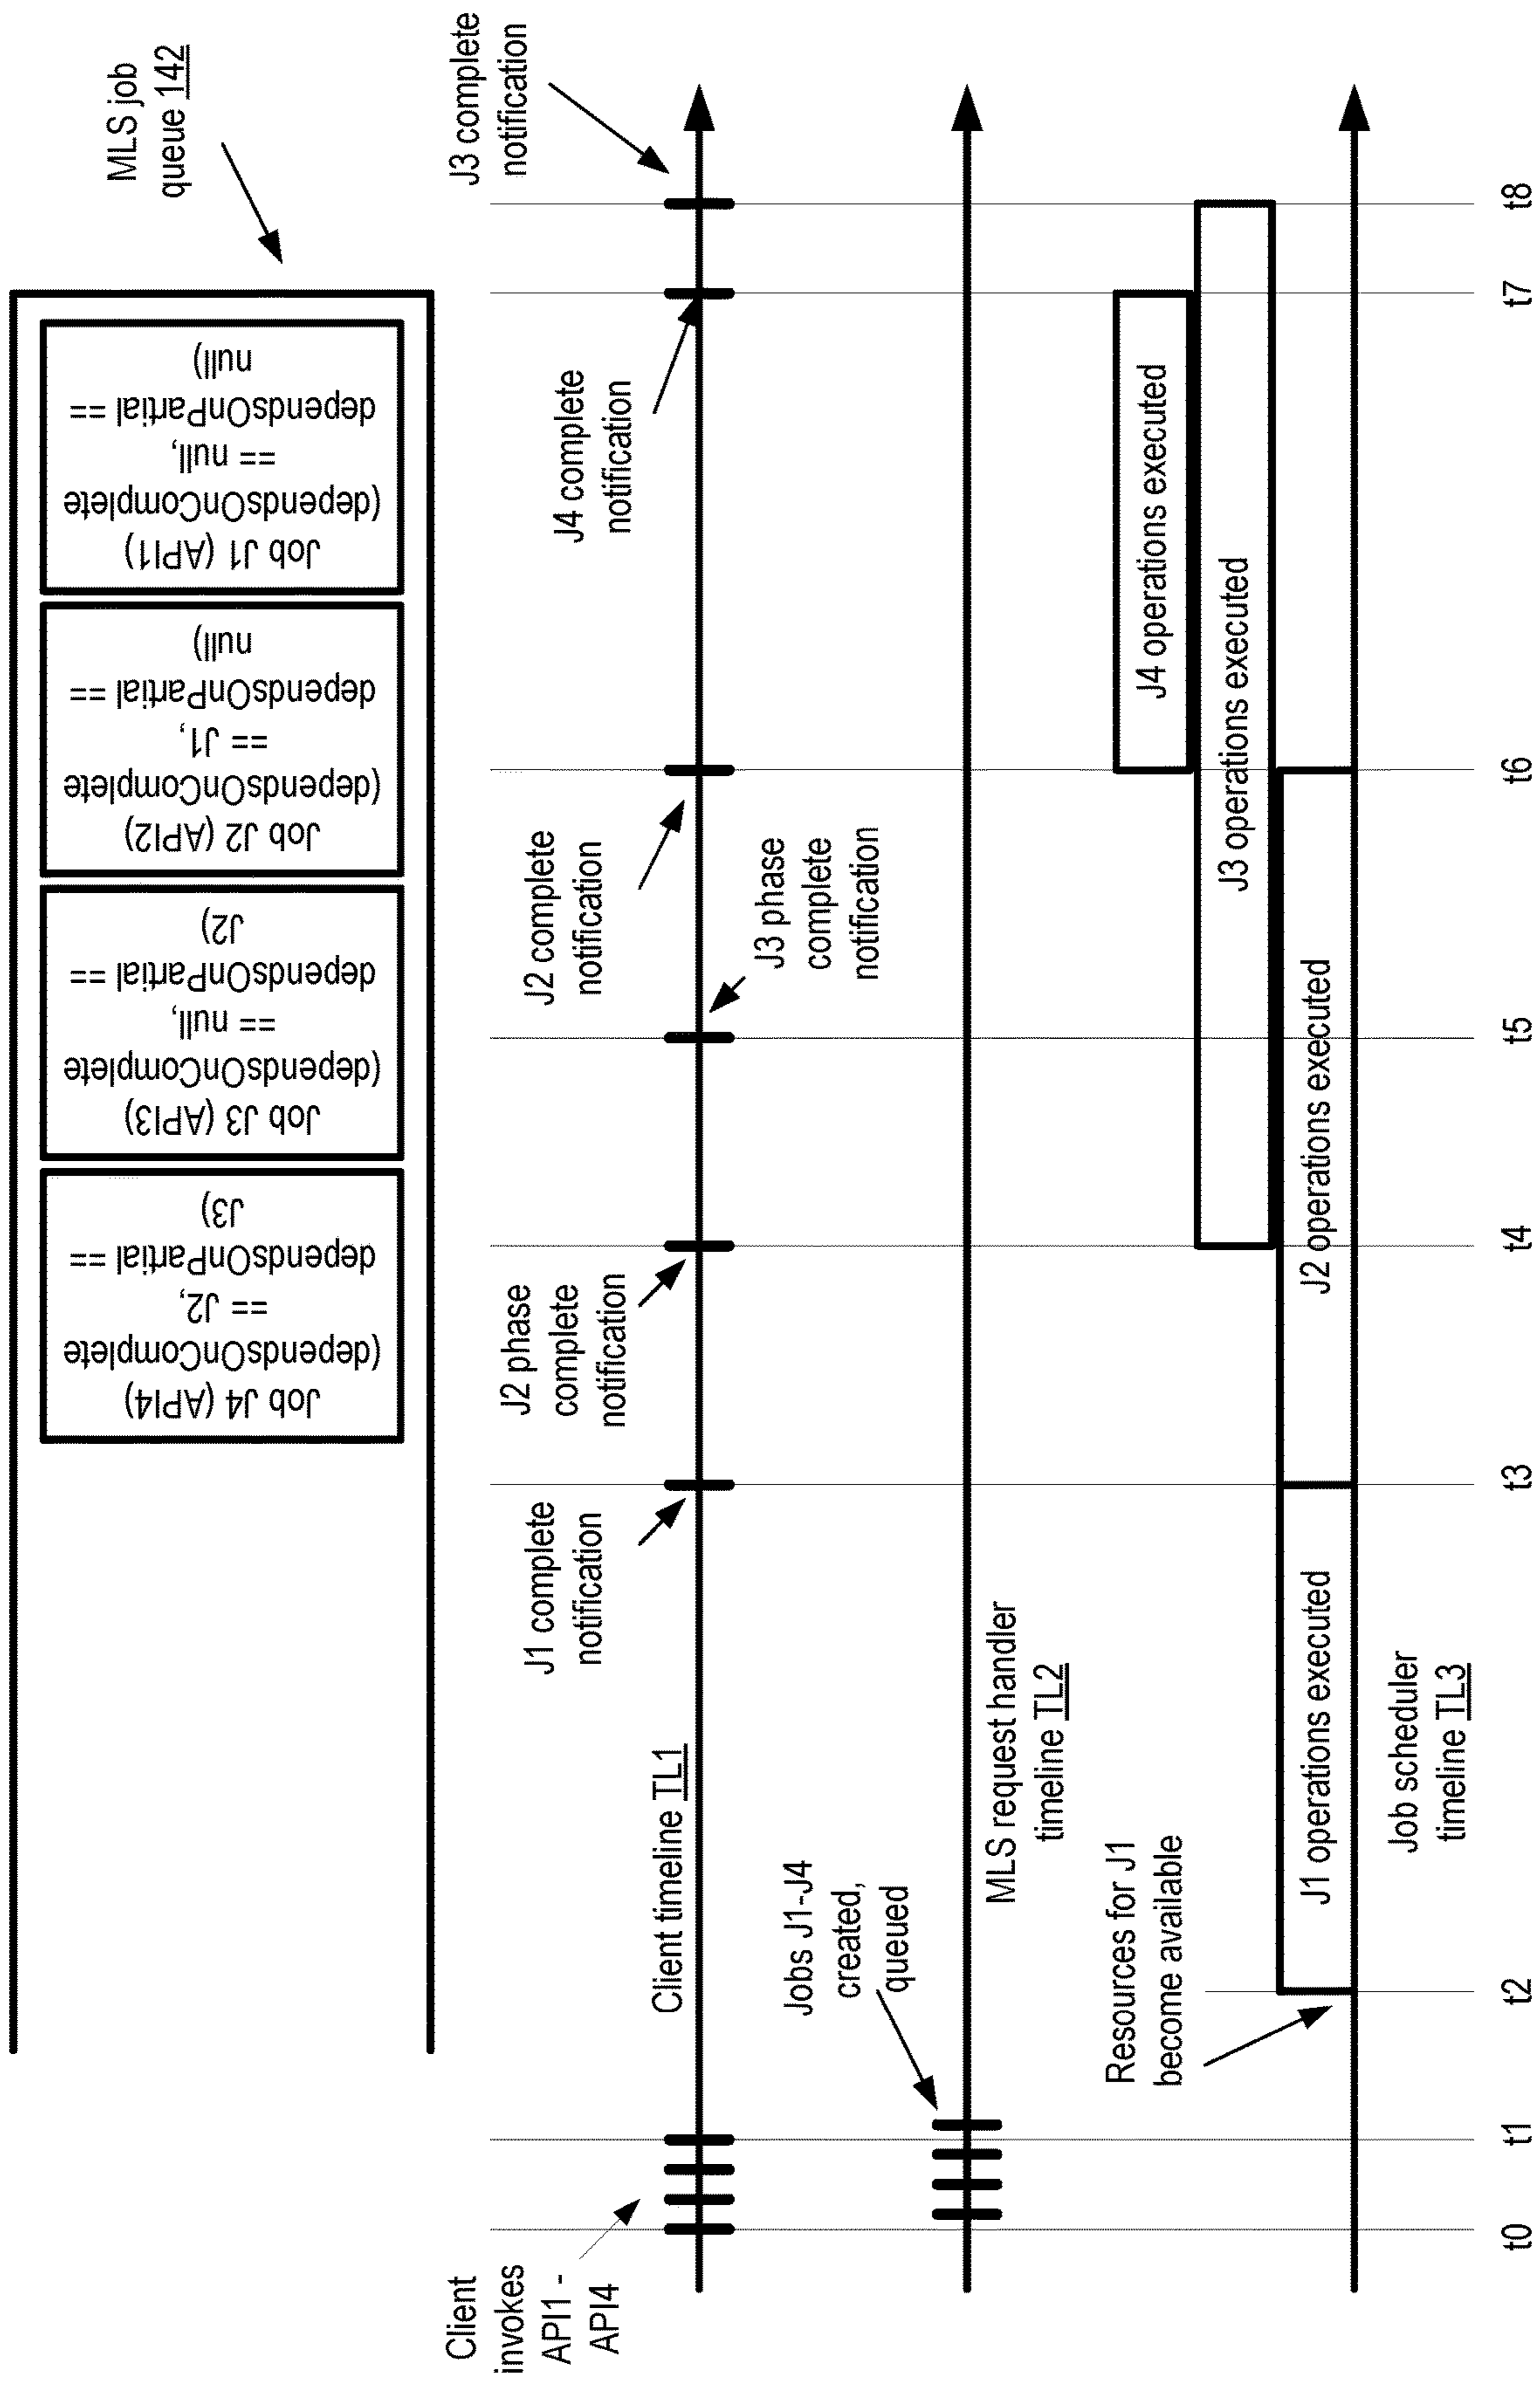 MLS job
queue 142
Job J4 (API4)
(dependsOnComplete
== J2,
dependsOnPartial ==
J3)
Job J3 (API3)
(dependsOnComplete
== null,
dependsOnPartial ==
J2)
Job J2 (API2)
(dependsOnComplete
== J1,
dependsOnPartial ==
null)
Job J1 (API1)
(dependsOnComplete
== null,
dependsOnPartial ==
null)
Client
invokes
API1 -
API4
J1 complete
notification
J2 phase
complete
notification
J3 phase
complete
notification
J2 complete
notification
J4 complete
notification
J3 complete
notification
Client timeline TL1
Jobs J1-J4
created,
queued
MLS request handler
timeline TL2
Resources for J1
become available
J4 operations executed
J3 operations executed
J1 operations executed
J2 operations executed
Job scheduler
timeline TL3
t0
t1
t2
t3
t4
t5
t6
t7
t8